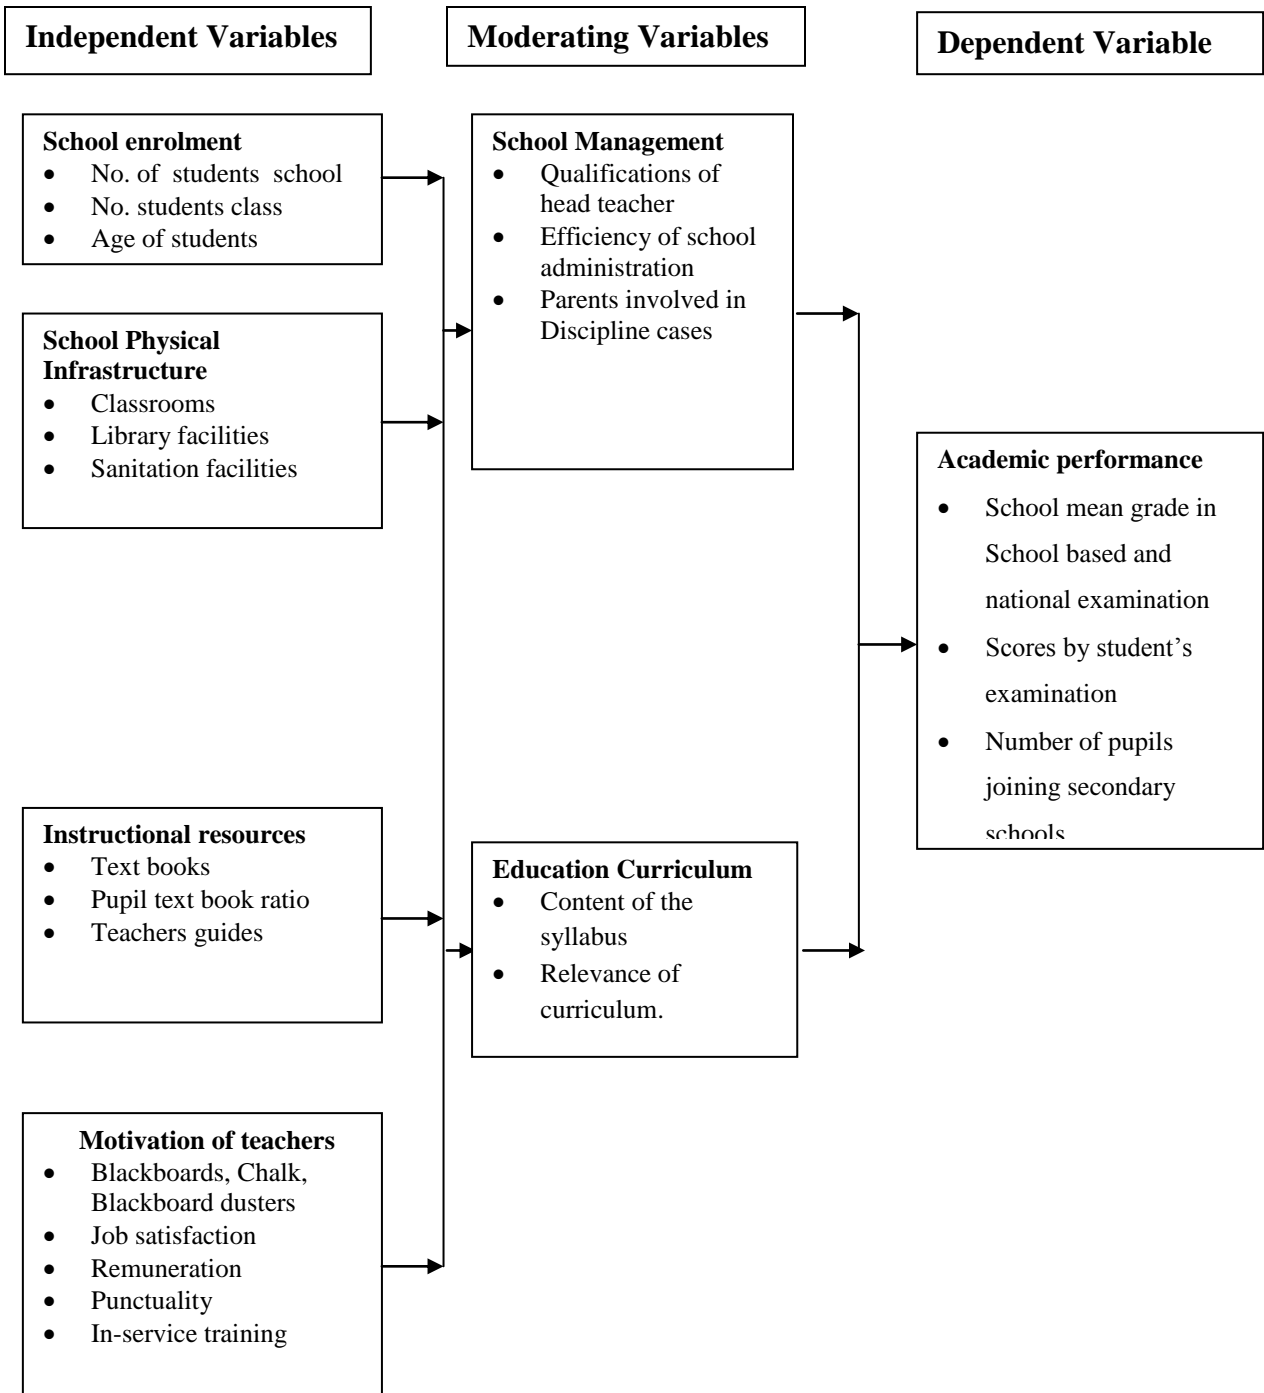 Independent Variables
Moderating Variables
Dependent Variable
School enrolment
• No. of students school
• No. students class
• Age of students
School Physical
Infrastructure
• Classrooms
• Library facilities
• Sanitation facilities
Instructional resources
• Text books
• Pupil text book ratio
• Teachers guides
Motivation of teachers
• Blackboards, Chalk,
Blackboard dusters
• Job satisfaction
• Remuneration
• Punctuality
• In-service training
School Management
• Qualifications of
head teacher
• Efficiency of school
administration
• Parents involved in
Discipline cases
Education Curriculum
• Content of the
syllabus
• Relevance of
curriculum.
Academic performance
• School mean grade in
School based and
national examination
• Scores by student’s
examination
• Number of pupils
joining secondary
schools